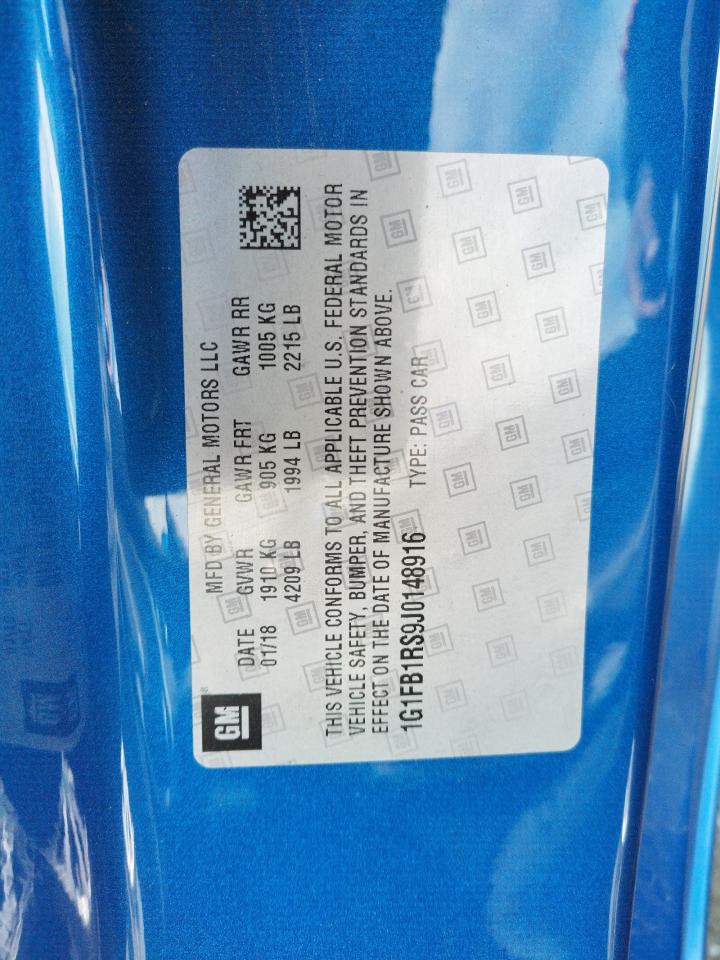 GM
MFD BY GENERAL MOTORS LLC
DATE GVWR GAWR FRT GAWR RR
01/18 1910 KG 905 KG 1005 KG
4209 LB 1994 LB 2215 LB
THIS VEHICLE CONFORMS TO ALL APPLICABLE U.S. FEDERAL MOTOR
VEHICLE SAFETY, BUMPER, AND THEFT PREVENTION STANDARDS IN
EFFECT ON THE DATE OF MANUFACTURE SHOWN ABOVE.
1G1FB1RS9J0148916 TYPE: PASS CAR